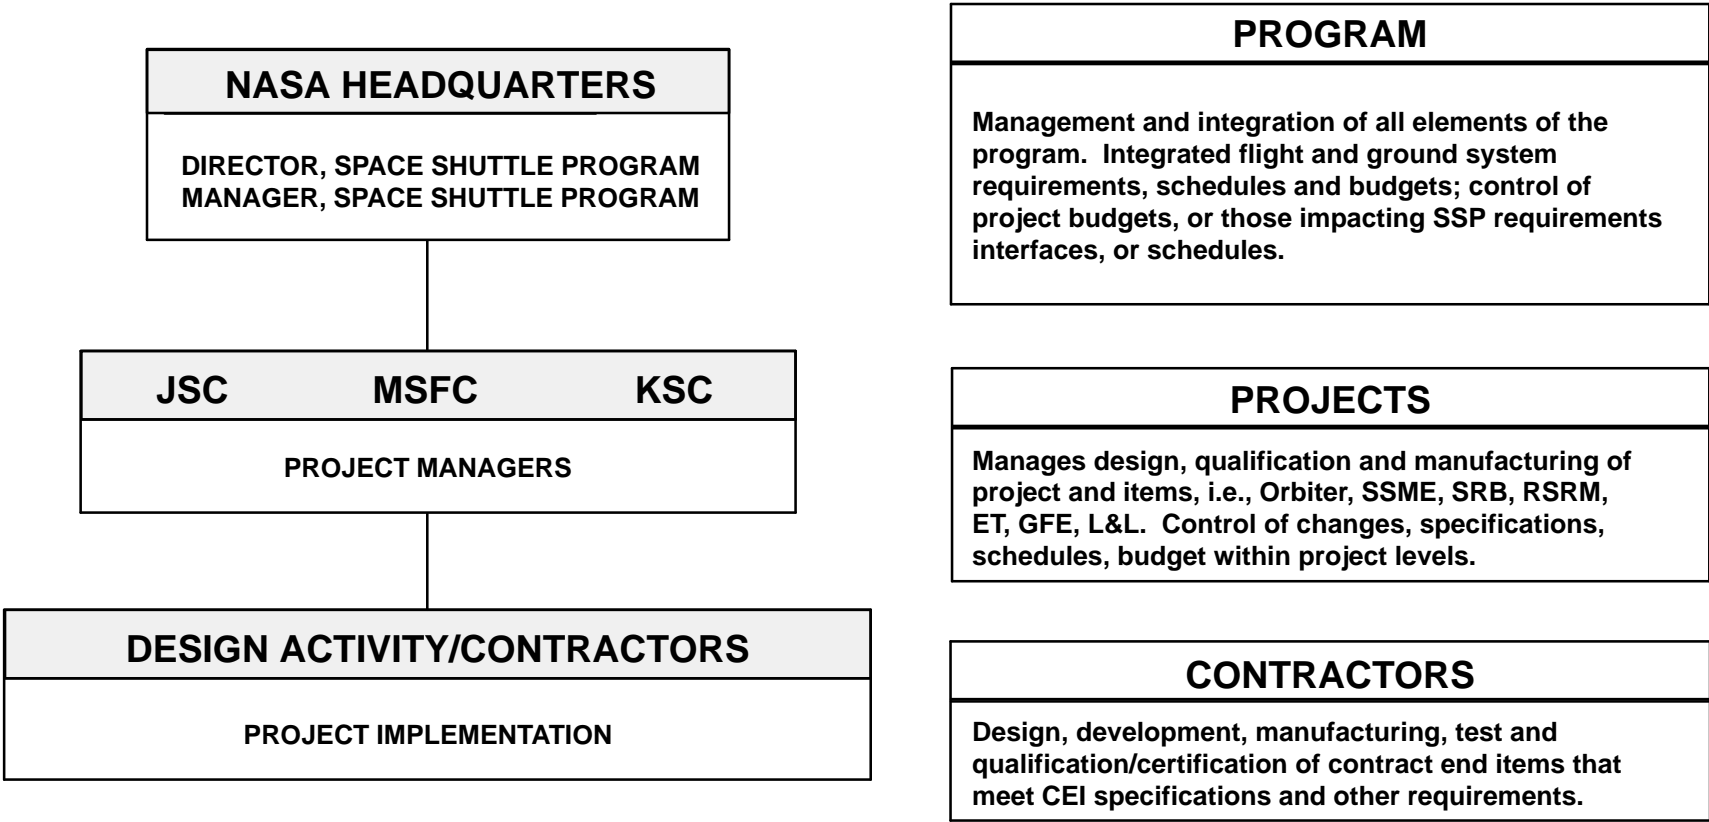 NASA HEADQUARTERS
DIRECTOR, SPACE SHUTTLE PROGRAM
MANAGER, SPACE SHUTTLE PROGRAM
PROGRAM
Management and integration of all elements of the
program. Integrated flight and ground system
requirements, schedules and budgets; control of
project budgets, or those impacting SSP requirements
interfaces, or schedules.
JSC MSFC KSC
PROJECT MANAGERS
PROJECTS
Manages design, qualification and manufacturing of
project and items, i.e., Orbiter, SSME, SRB, RSRM,
ET, GFE, L&L. Control of changes, specifications,
schedules, budget within project levels.
DESIGN ACTIVITY/CONTRACTORS
PROJECT IMPLEMENTATION
CONTRACTORS
Design, development, manufacturing, test and
qualification/certification of contract end items that
meet CEI specifications and other requirements.